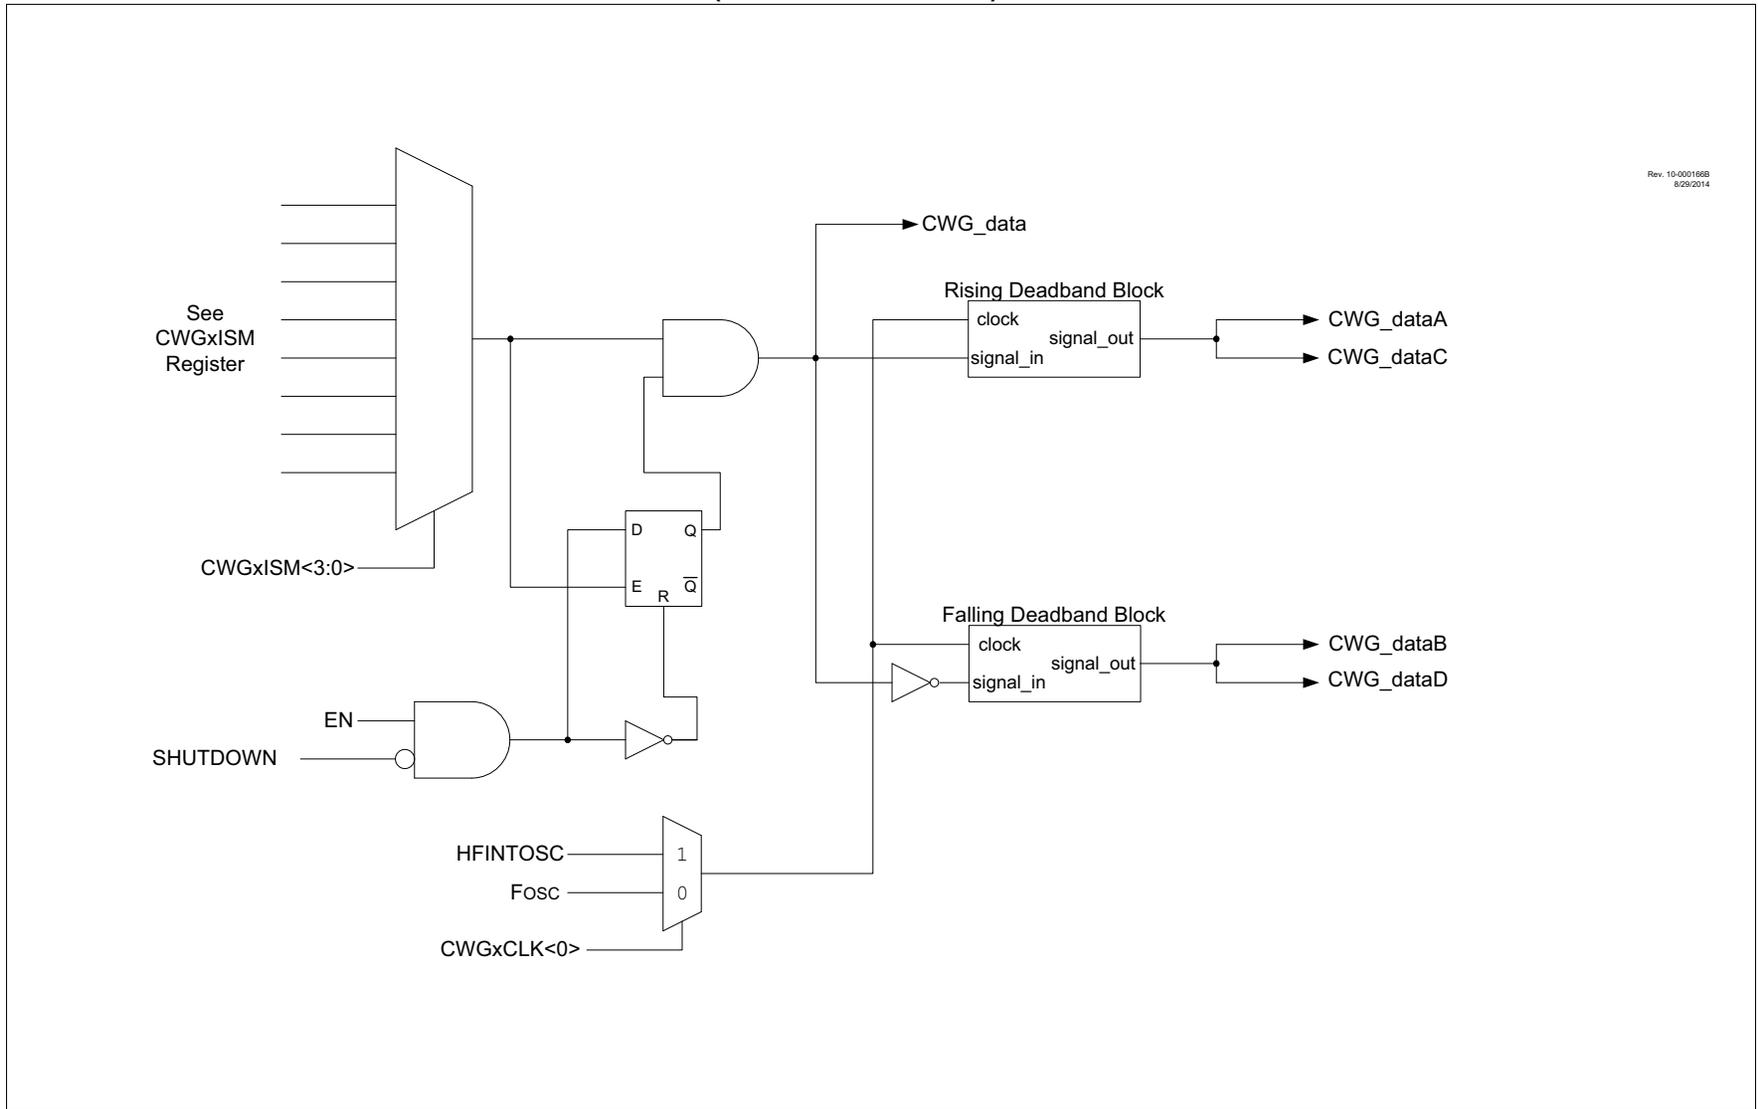 Rev. 10-000166B
8/29/2014
CWG_data
Rising Deadband Block
clock
signal_out
signal_in
CWG_dataA
CWG_dataC
See
CWGxISM
Register
D
Q
E
Q
R
CWGxISM<3:0>
Falling Deadband Block
clock
signal_out
signal_in
CWG_dataB
CWG_dataD
EN
SHUTDOWN
HFINTOSC
1
FOSC
0
CWGxCLK<0>